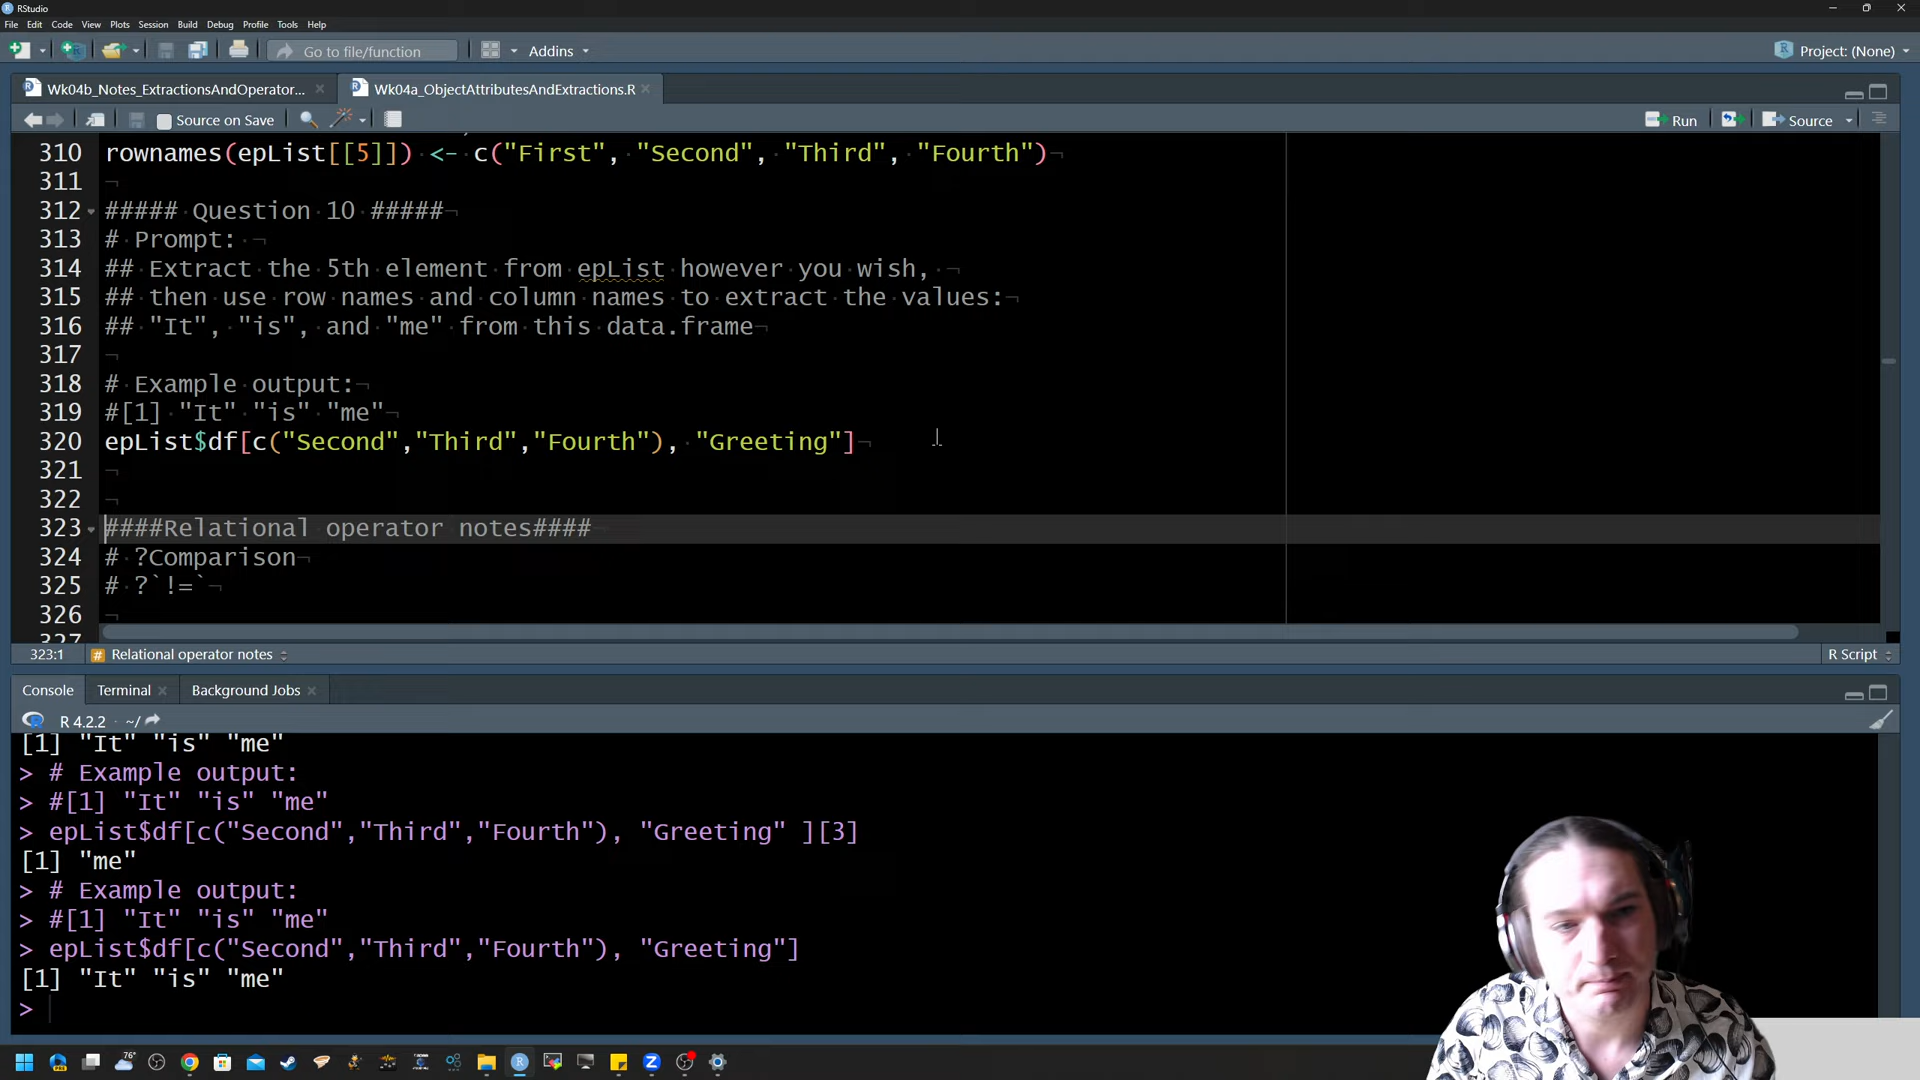 RStudio
File Edit Code View Plots Session Build Debug Profile Tools Help
Go to file/function Addins Project: (None)
Wk04b_Notes_ExtractionsAndOperator... Wk04a_ObjectAttributesAndExtractions.R
Source on Save Run Source
310 rownames(epList[[5]]) <- c("First", "Second", "Third", "Fourth")
311
312 ##### Question 10 #####
313 # Prompt:
314 ## Extract the 5th element from epList however you wish,
315 ## then use row names and column names to extract the values:
316 ## "It", "is", and "me" from this data.frame
317
318 # Example output:
319 #[1] "It" "is" "me"
320 epList$df[c("Second","Third","Fourth"), "Greeting"]
321
322
323 ####Relational operator notes####
324 # ?Comparison
325 # ?`!=`
326
327
323:1 Relational operator notes R Script
Console Terminal Background Jobs
R 4.2.2 · ~/
[1] "It" "is" "me"
> # Example output:
> #[1] "It" "is" "me"
> epList$df[c("Second","Third","Fourth"), "Greeting" ][3]
[1] "me"
> # Example output:
> #[1] "It" "is" "me"
> epList$df[c("Second","Third","Fourth"), "Greeting"]
[1] "It" "is" "me"
>
76°